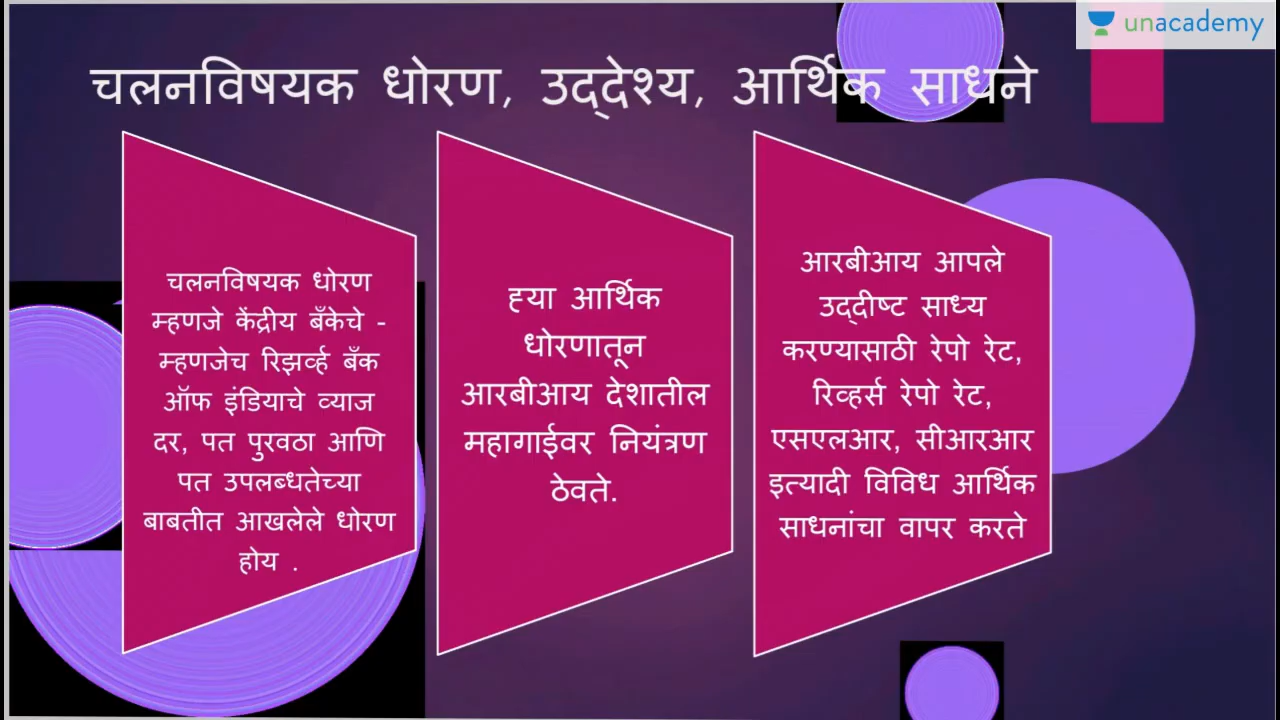 unacademy
चलनविषयक धोरण, उद्देश्य, आर्थिक साधने
चलनविषयक धोरण
म्हणजे केंद्रीय बँकेचे -
म्हणजेच रिझर्व्ह बँक
ऑफ इंडियाचे व्याज
दर, पत पुरवठा आणि
पत उपलब्धतेच्या
बाबतीत आखलेले धोरण
होय .
ह्या आर्थिक
धोरणातून
आरबीआय देशातील
महागाईवर नियंत्रण
ठेवते.
आरबीआय आपले
उद्दीष्ट साध्य
करण्यासाठी रेपो रेट,
रिव्हर्स रेपो रेट,
एसएलआर, सीआरआर
इत्यादी विविध आर्थिक
साधनांचा वापर करते